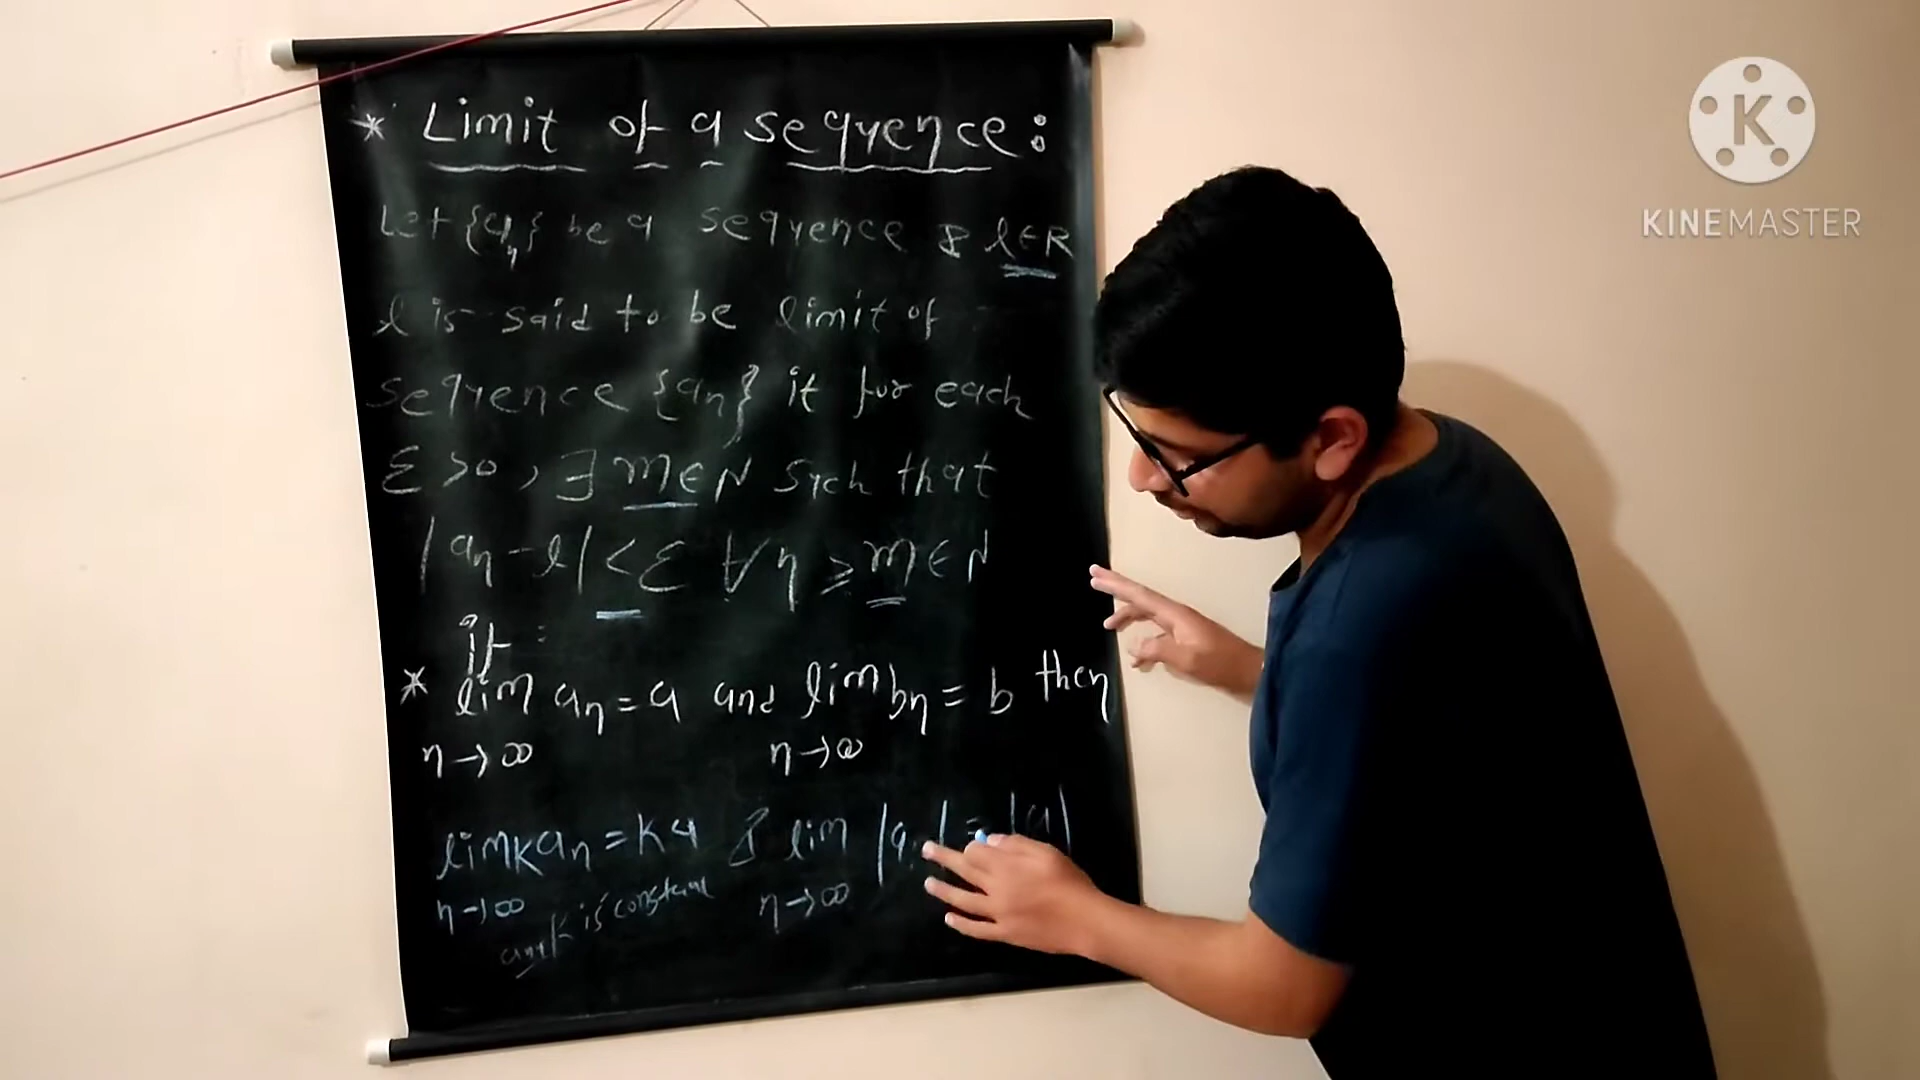 * Limit of a sequence:
Let {an} be a sequence & l∈R
l is said to be limit of
sequence {an} if for each
ε>0, ∃ m∈N such that
|an-l|<ε ∀n≥m∈N
if
* lim an=a and lim bn=b then
n→∞ n→∞
lim kan=ka & lim |an|=|a|
n→∞ n→∞
k is constant
K
KINEMASTER